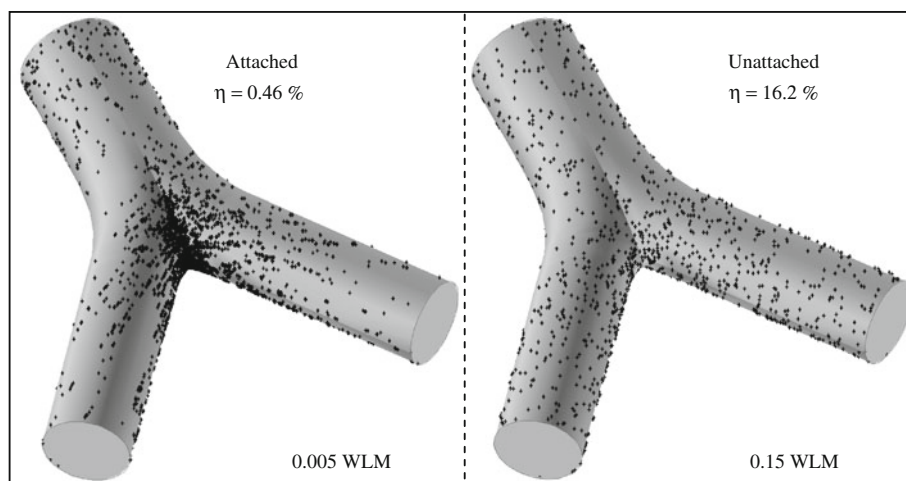 Attached
η = 0.46 %
0.005 WLM
Unattached
η = 16.2 %
0.15 WLM